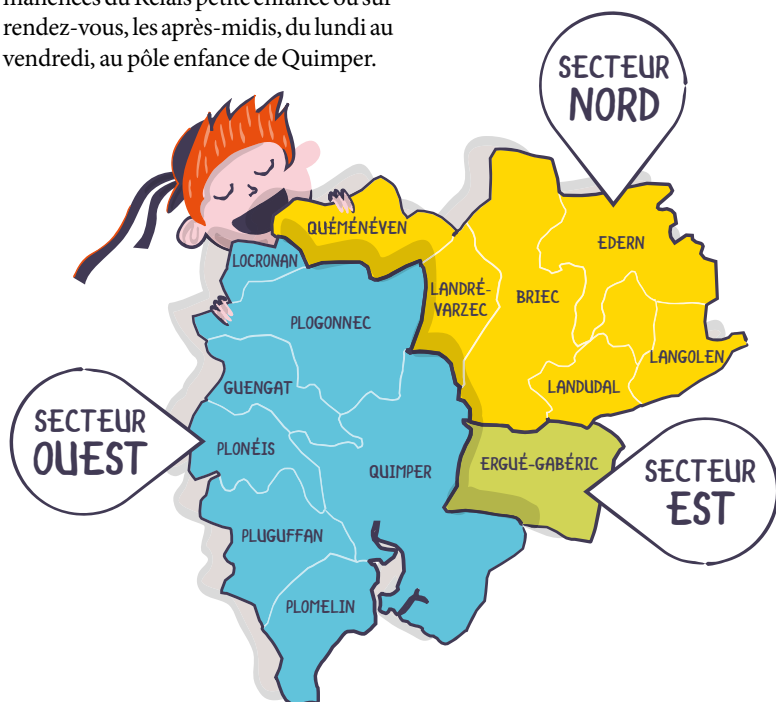 rendez-vous, les après-midis, du lundi au
vendredi, au pôle enfance de Quimper.
SECTEUR
NORD
QUÉMÉNÉVEN
EDERN
LOCRONAN
LANDRÉ-
VARZEC
BRIEC
PLOGONNEC
LANGOLEN
GUENGAT
LANDUDAL
SECTEUR
OUEST
PLONÉIS
QUIMPER
ERGUÉ-GABÉRIC
SECTEUR
EST
PLUGUFFAN
PLOMELIN